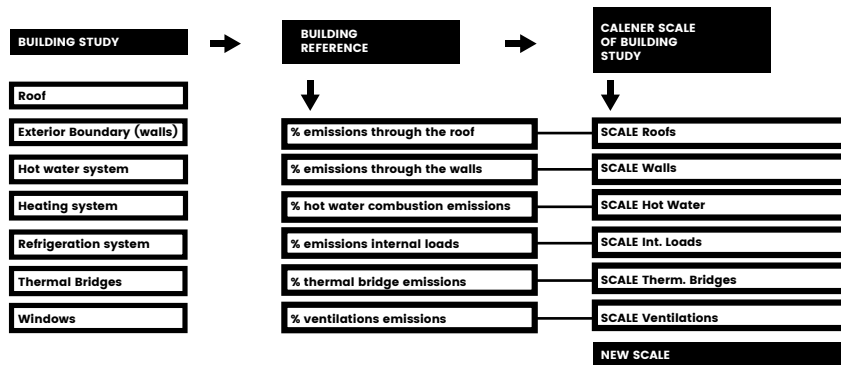 BUILDING STUDY
Roof
Exterior Boundary (walls)
Hot water system
Heating system
Refrigeration system
Thermal Bridges
Windows
BUILDING
REFERENCE
% emissions through the roof
% emissions through the walls
% hot water combustion emissions
% emissions internal loads
% thermal bridge emissions
% ventilations emissions
CALENER SCALE
OF BUILDING
STUDY
SCALE Roofs
SCALE Walls
SCALE Hot Water
SCALE Int. Loads
SCALE Therm. Bridges
SCALE Ventilations
NEW SCALE